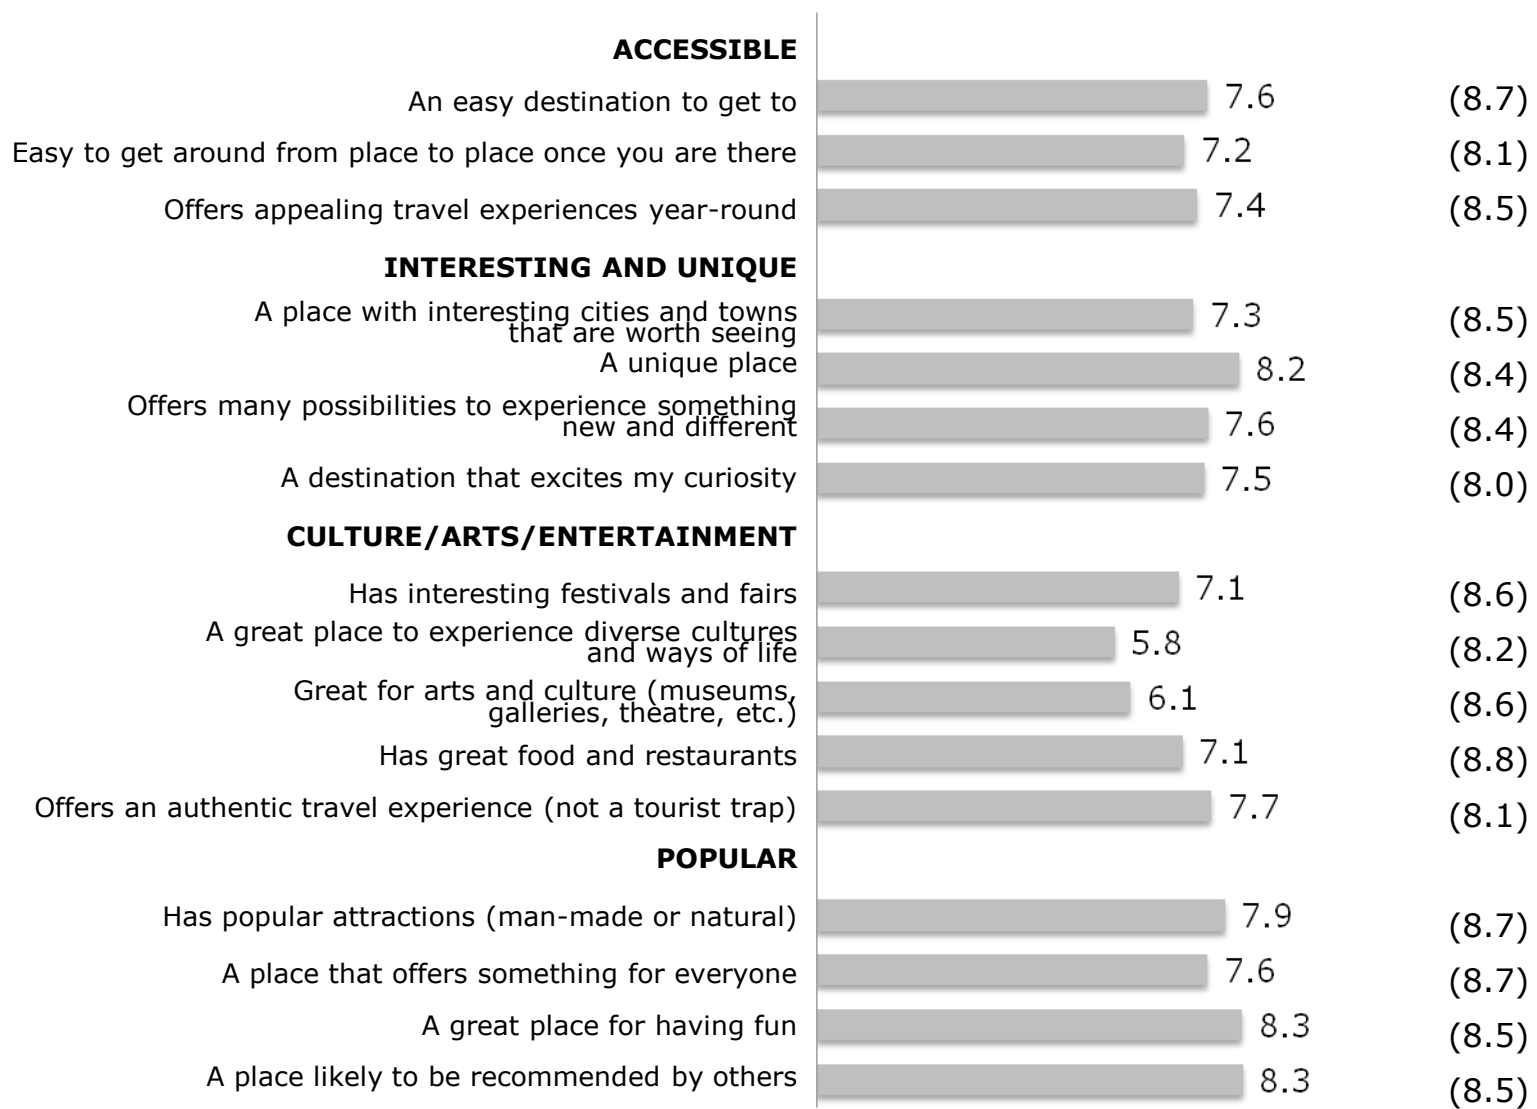 ACCESSIBLE
An easy destination to get to 7.6 (8.7)
Easy to get around from place to place once you are there 7.2 (8.1)
Offers appealing travel experiences year-round 7.4 (8.5)
INTERESTING AND UNIQUE
A place with interesting cities and towns
that are worth seeing 7.3 (8.5)
A unique place 8.2 (8.4)
Offers many possibilities to experience something
new and different 7.6 (8.4)
A destination that excites my curiosity 7.5 (8.0)
CULTURE/ARTS/ENTERTAINMENT
Has interesting festivals and fairs 7.1 (8.6)
A great place to experience diverse cultures
and ways of life 5.8 (8.2)
Great for arts and culture (museums,
galleries, theatre, etc.) 6.1 (8.6)
Has great food and restaurants 7.1 (8.8)
Offers an authentic travel experience (not a tourist trap) 7.7 (8.1)
POPULAR
Has popular attractions (man-made or natural) 7.9 (8.7)
A place that offers something for everyone 7.6 (8.7)
A great place for having fun 8.3 (8.5)
A place likely to be recommended by others 8.3 (8.5)